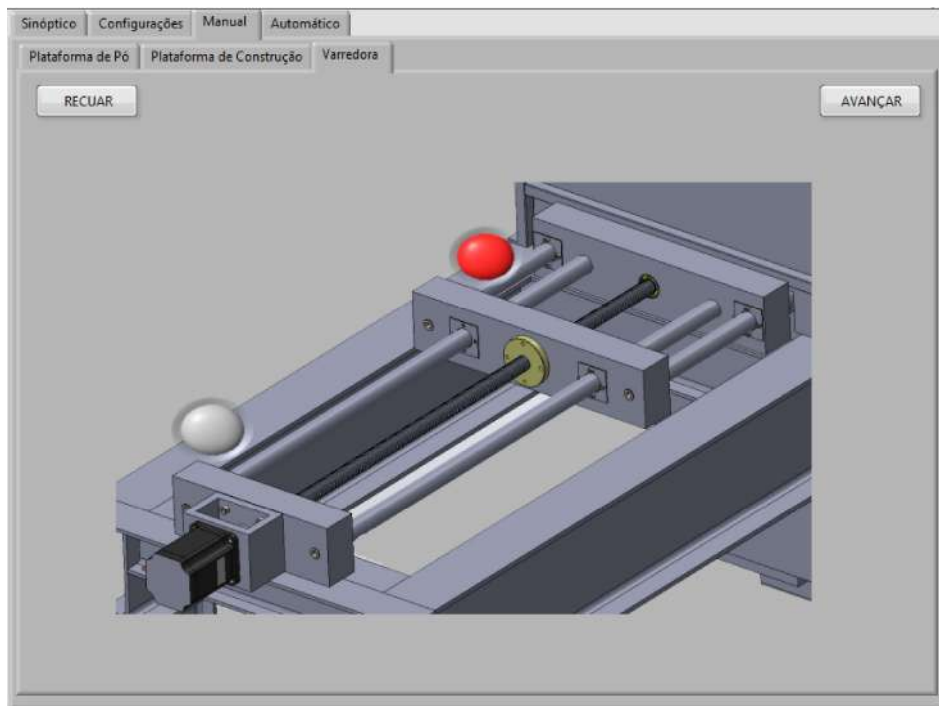 Sinóptico Configurações Manual Automático
Plataforma de Pó Plataforma de Construção Varredora
RECUAR AVANÇAR